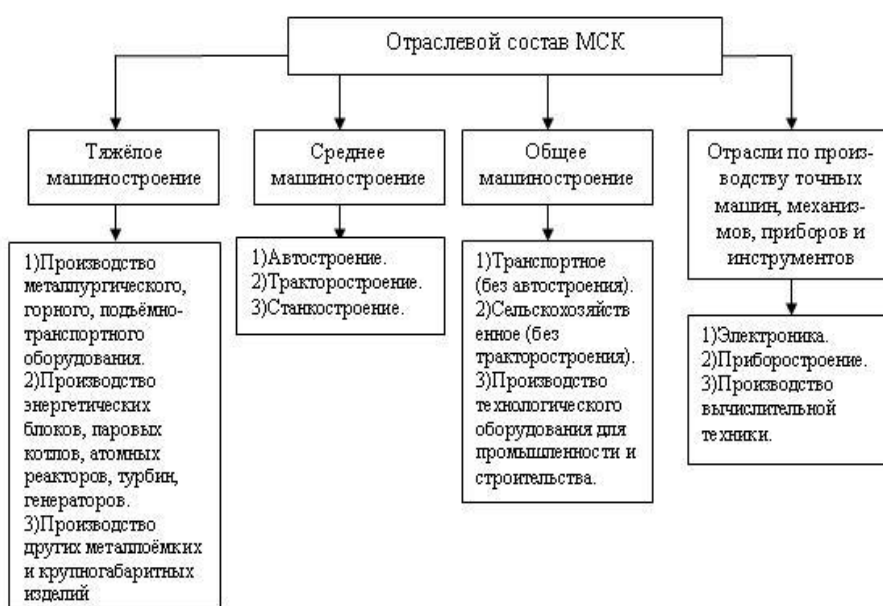 Отраслевой состав МСК
Тяжёлое
машиностроение
1)Производство
металлургического,
горного, подъёмно-
транспортного
оборудования.
2)Производство
энергетических
блоков, паровых
котлов, атомных
реакторов, турбин,
генераторов.
3)Производство
других металлоёмких
и крупногабаритных
изделий
Среднее
машиностроение
1)Автостроение.
2)Тракторостроение.
3)Станкостроение.
Общее
машиностроение
1)Транспортное
(без автостроения).
2)Сельскохозяйств
енное (без
тракторостроения).
3)Производство
технологического
оборудования для
промышленности и
строительства.
Отрасли по произ-
водству точных
машин, механиз-
мов, приборов и
инструментов
1)Электроника.
2)Приборостроение.
3)Производство
вычислительной
техники.